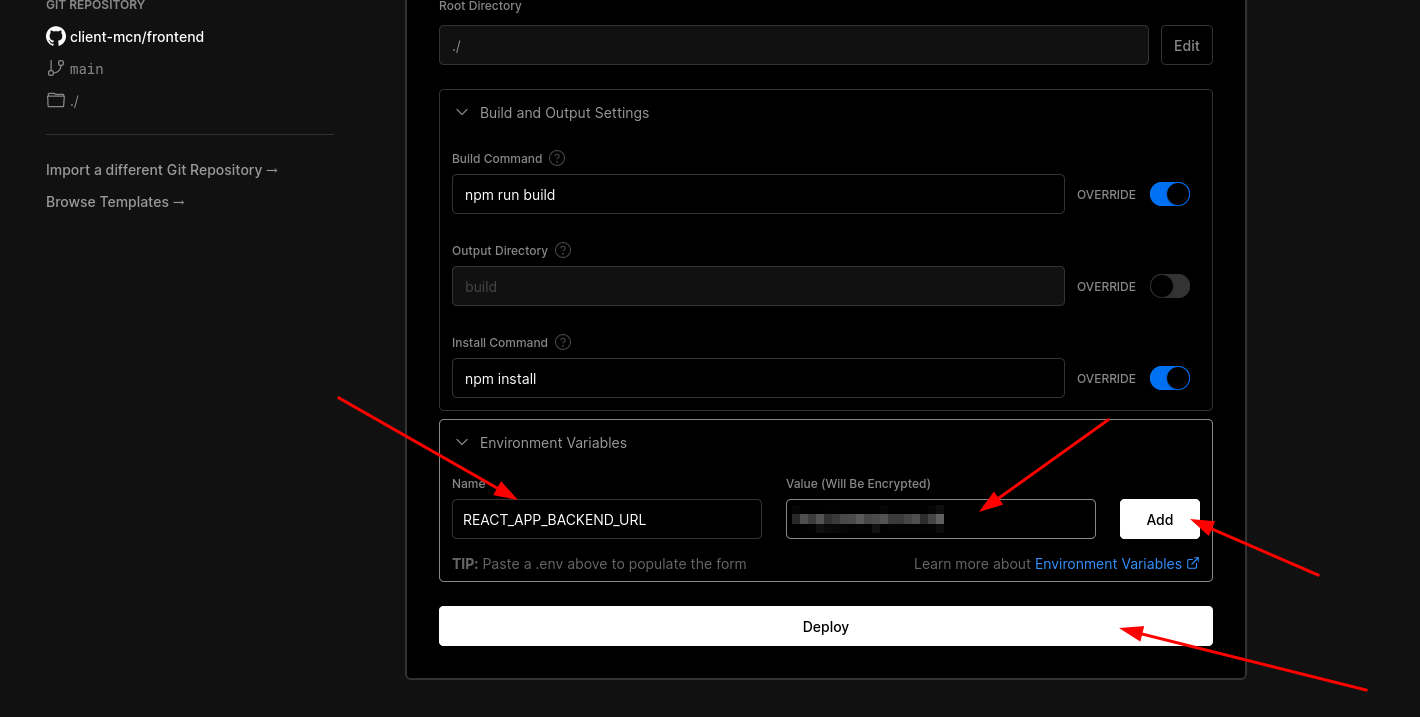 GIT REPOSITORY
client-mcn/frontend
main
./
Import a different Git Repository →
Browse Templates →
Root Directory
./
Edit
Build and Output Settings
Build Command ?
npm run build
OVERRIDE
Output Directory ?
build
OVERRIDE
Install Command ?
npm install
OVERRIDE
Environment Variables
Name
Value (Will Be Encrypted)
REACT_APP_BACKEND_URL
Add
TIP: Paste a .env above to populate the form
Learn more about Environment Variables
Deploy